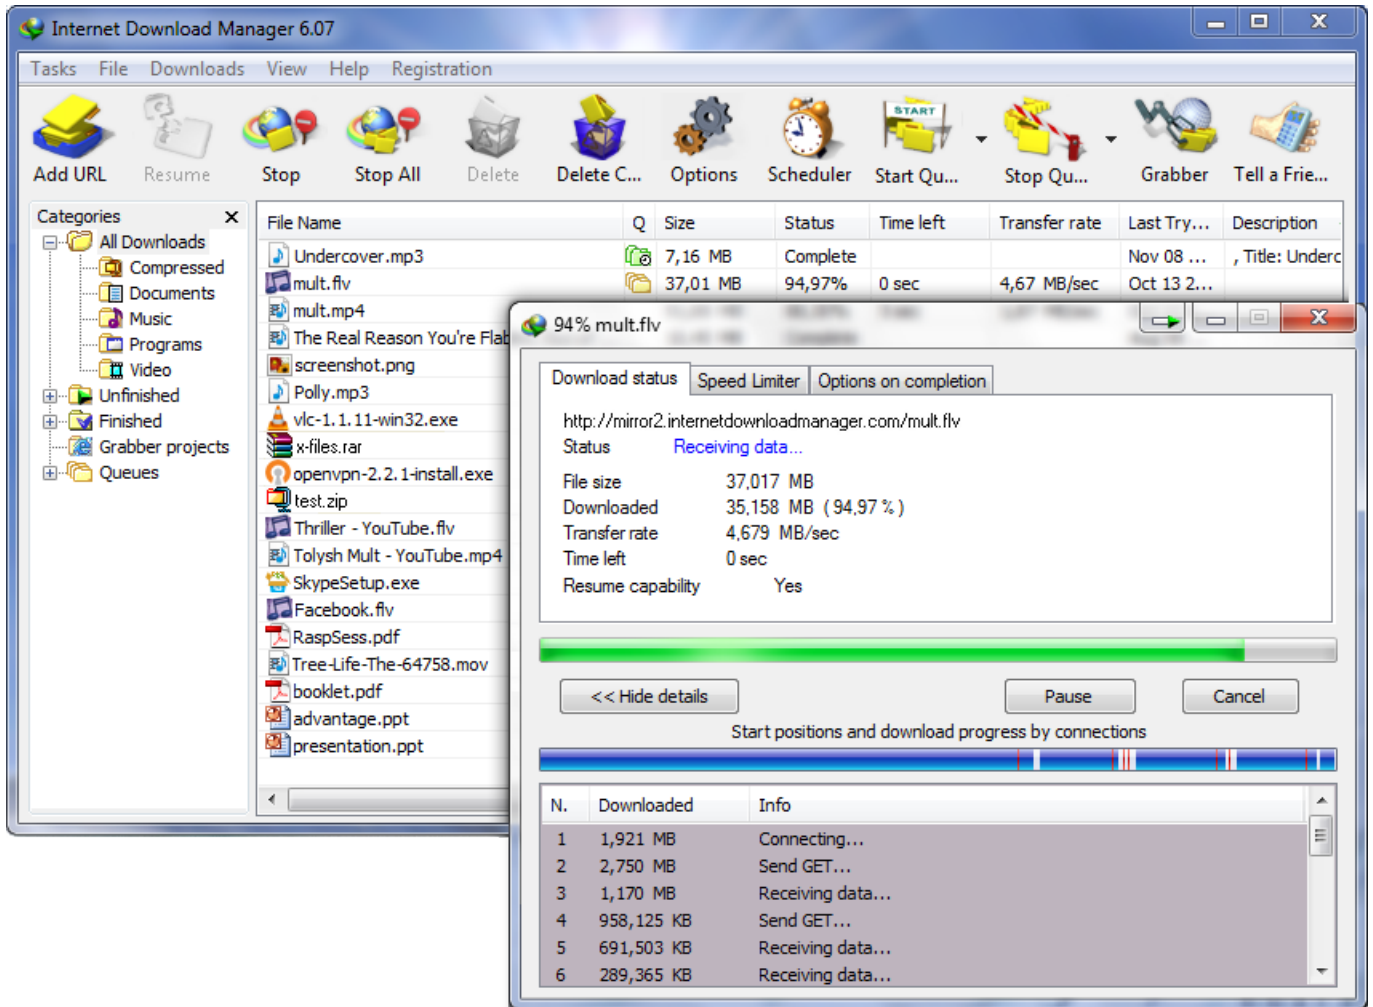 Internet Download Manager 6.07
Tasks File Downloads View Help Registration
START
Add URL Resume Stop Stop All Delete Delete C... Options Scheduler Start Qu... Stop Qu... Grabber Tell a Frie...
Categories
All Downloads
Compressed
Documents
Music
Programs
Video
Unfinished
Finished
Grabber projects
Queues
File Name Q Size Status Time left Transfer rate Last Try... Description
Undercover.mp3 7,16 MB Complete Nov 08 ... , Title: Underc
mult.flv 37,01 MB 94,97% 0 sec 4,67 MB/sec Oct 13 2...
mult.mp4
The Real Reason You're Flab
screenshot.png
Polly.mp3
vlc-1.1.11-win32.exe
x-files.rar
openvpn-2.2.1-install.exe
test.zip
Thriller - YouTube.flv
Tolysh Mult - YouTube.mp4
SkypeSetup.exe
Facebook.flv
RaspSess.pdf
Tree-Life-The-64758.mov
booklet.pdf
advantage.ppt
presentation.ppt
94% mult.flv
Download status Speed Limiter Options on completion
http://mirror2.internetdownloadmanager.com/mult.flv
Status Receiving data...
File size 37,017 MB
Downloaded 35,158 MB ( 94,97 % )
Transfer rate 4,679 MB/sec
Time left 0 sec
Resume capability Yes
<< Hide details Pause Cancel
Start positions and download progress by connections
N. Downloaded Info
1 1,921 MB Connecting...
2 2,750 MB Send GET...
3 1,170 MB Receiving data...
4 958,125 KB Send GET...
5 691,503 KB Receiving data...
6 289,365 KB Receiving data...